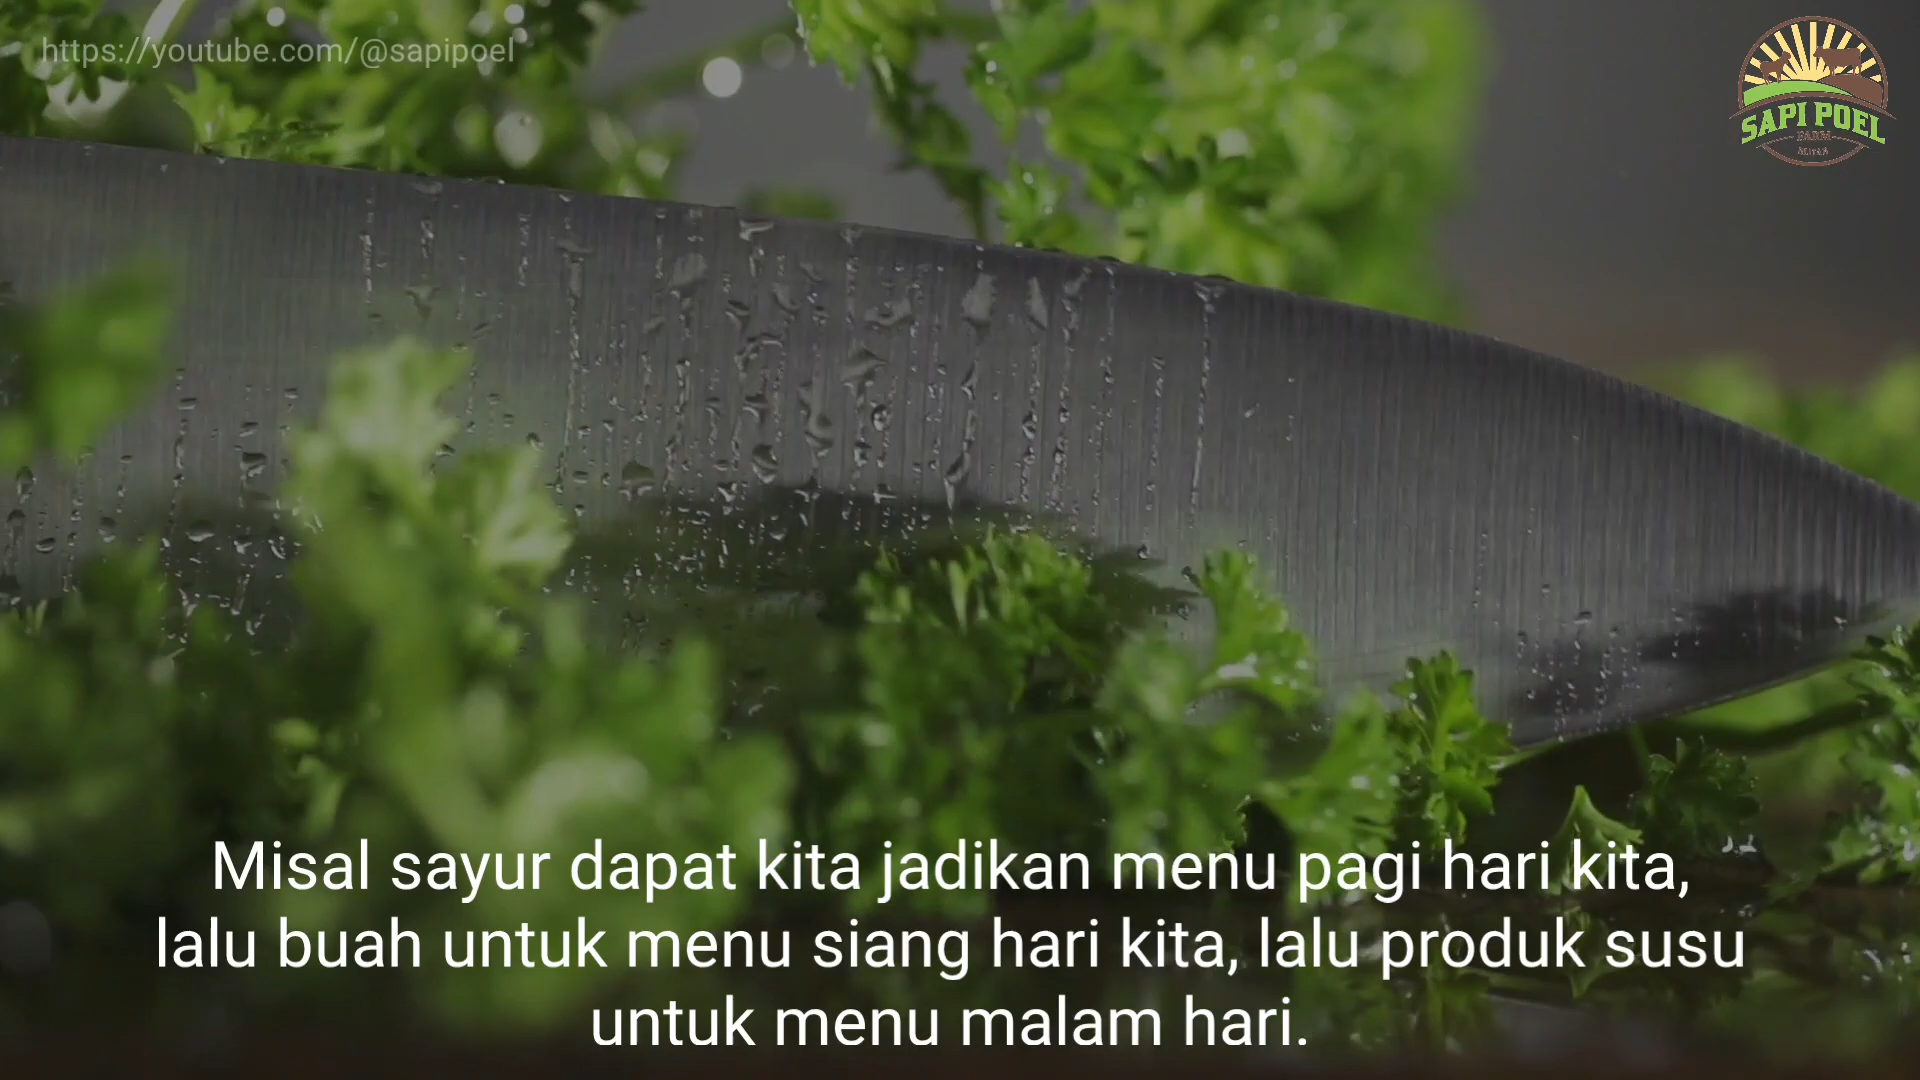 https://youtube.com/@sapipoel
SAPI POEL
FARM
BLITAR
Misal sayur dapat kita jadikan menu pagi hari kita,
lalu buah untuk menu siang hari kita, lalu produk susu
untuk menu malam hari.